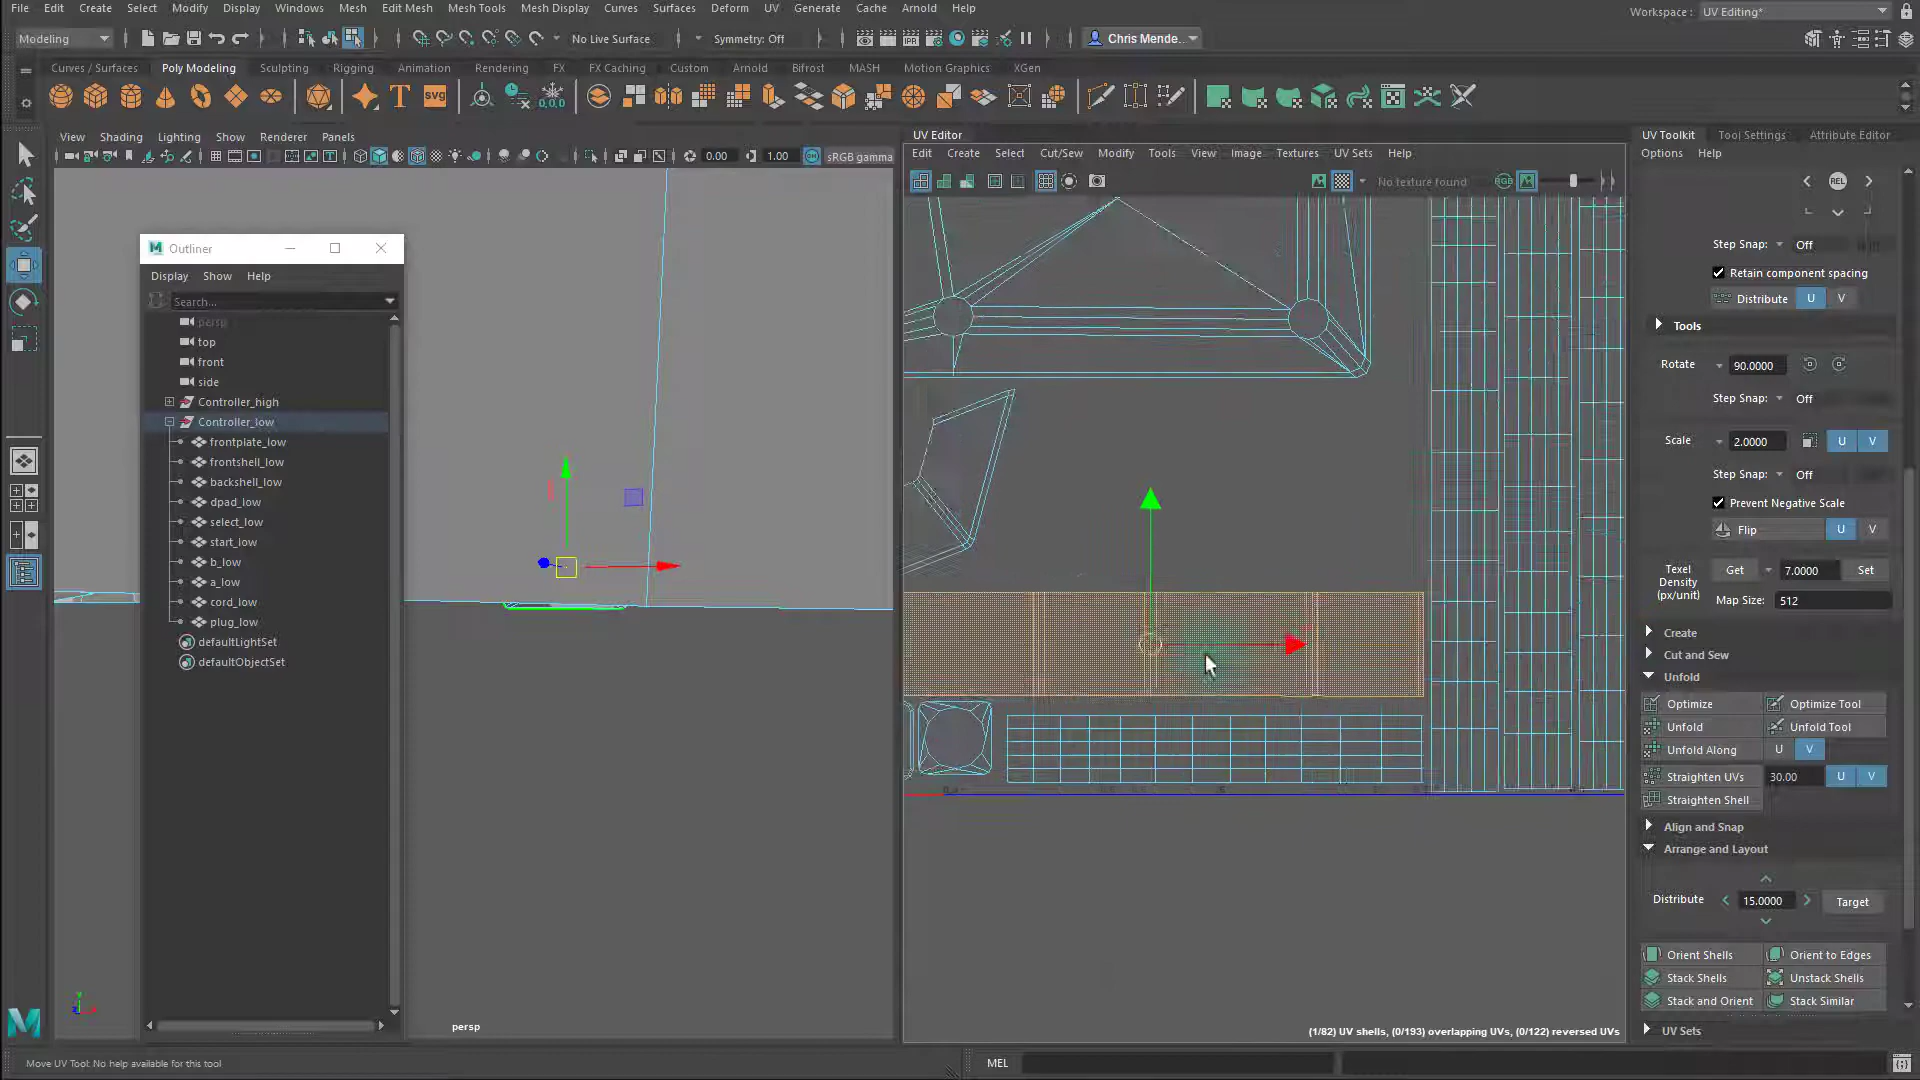 File Edit Create Select Modify Display Windows Mesh Edit Mesh Mesh Tools Mesh Display Curves Surfaces Deform UV Generate Cache Arnold Help
Workspace : UV Editing*
Modeling No Live Surface Symmetry: Off Chris Mende...
Curves / Surfaces Poly Modeling Sculpting Rigging Animation Rendering FX FX Caching Custom Arnold Bifrost MASH Motion Graphics XGen
SVG 0,0,0
View Shading Lighting Show Renderer Panels
0.00 1.00 sRGB gamma
Outliner
Display Show Help
Search...
persp
top
front
side
Controller_high
Controller_low
frontplate_low
frontshell_low
backshell_low
dpad_low
select_low
start_low
b_low
a_low
cord_low
plug_low
defaultLightSet
defaultObjectSet
persp
UV Editor
Edit Create Select Cut/Sew Modify Tools View Image Textures UV Sets Help
No texture found RGB
(1/82) UV shells, (0/193) overlapping UVs, (0/122) reversed UVs
UV Toolkit Tool Settings Attribute Editor
Options Help
REL
Step Snap: Off
Retain component spacing
Distribute U V
Tools
Rotate 90.0000
Step Snap: Off
Scale 2.0000 U V
Step Snap: Off
Prevent Negative Scale
Flip U V
Texel Density (px/unit) Get 7.0000 Set
Map Size: 512
Create
Cut and Sew
Unfold
Optimize Optimize Tool
Unfold Unfold Tool
Unfold Along U V
Straighten UVs 30.00 U V
Straighten Shell
Align and Snap
Arrange and Layout
Distribute 15.0000 Target
Orient Shells Orient to Edges
Stack Shells Unstack Shells
Stack and Orient Stack Similar
UV Sets
Move UV Tool: No help available for this tool
MEL